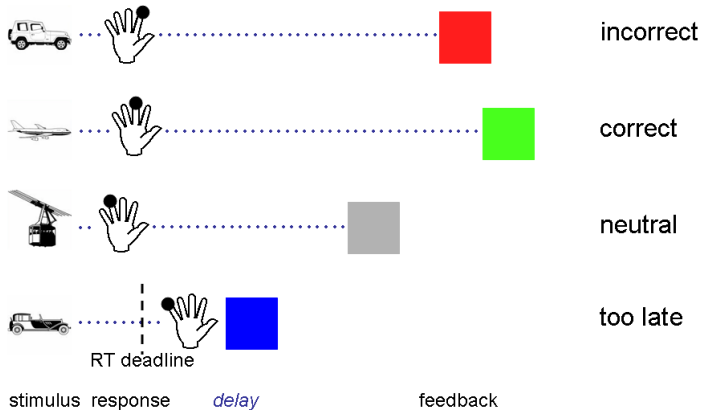 incorrect
correct
neutral
too late
RT deadline
stimulus response delay feedback